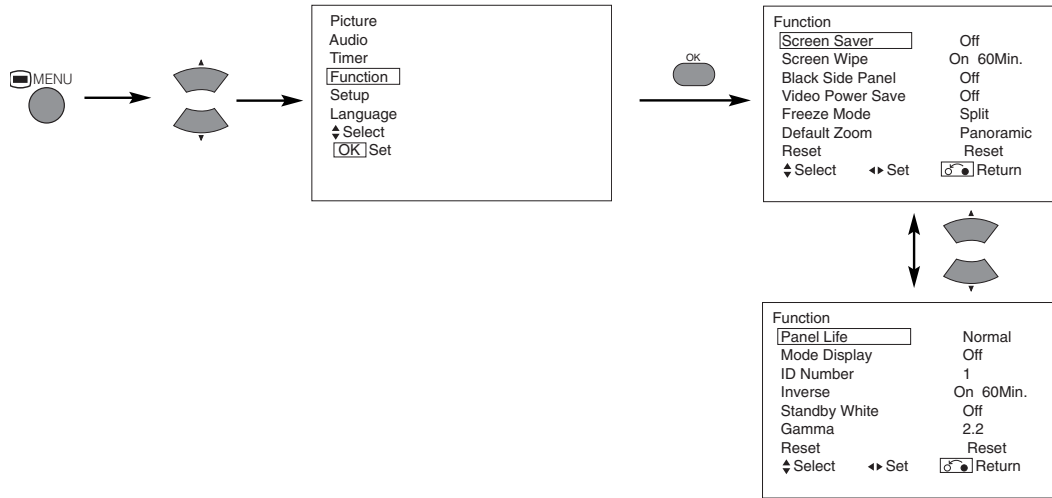 MENU
Picture
Audio
Timer
Function
Setup
Language
Select
OK Set
OK
Function
Screen Saver Off
Screen Wipe On 60Min.
Black Side Panel Off
Video Power Save Off
Freeze Mode Split
Default Zoom Panoramic
Reset Reset
Select Set Return
Function
Panel Life Normal
Mode Display Off
ID Number 1
Inverse On 60Min.
Standby White Off
Gamma 2.2
Reset Reset
Select Set Return